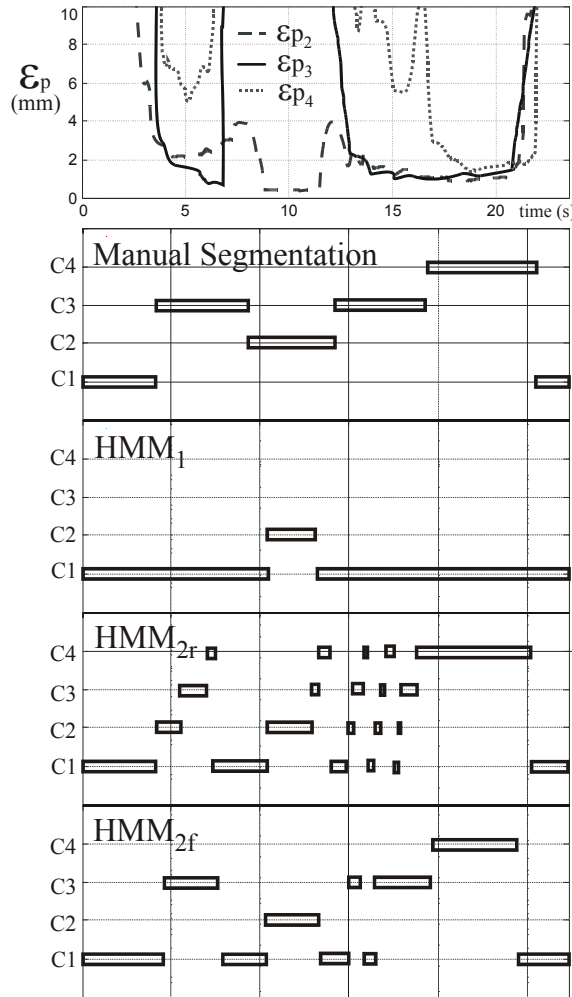 10
8
6
4
2
0
εp
(mm)
εp2
εp3
εp4
0 5 10 15 20 time (s)
Manual Segmentation
C4
C3
C2
C1
HMM1
C4
C3
C2
C1
HMM2r
C4
C3
C2
C1
HMM2f
C4
C3
C2
C1